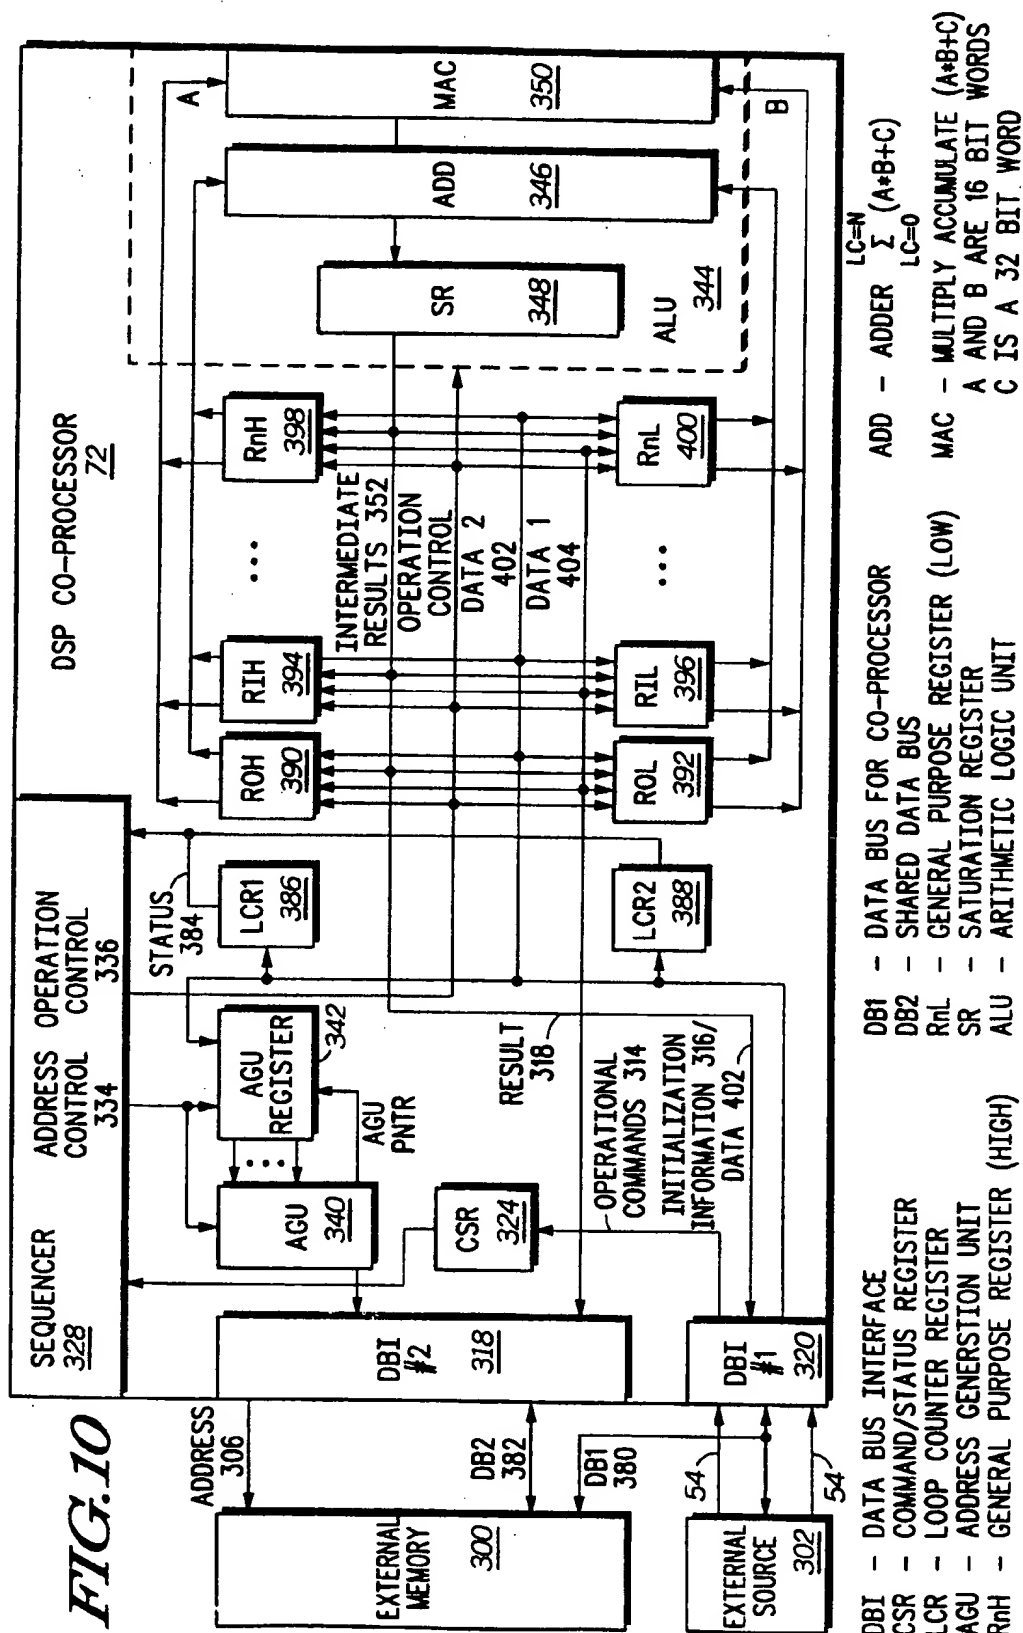 FIG.10
DSP CO-PROCESSOR
72
SEQUENCER
328
ADDRESS
CONTROL
334
OPERATION
CONTROL
336
STATUS
384
LCR1
386
LCR2
388
AGU
340
AGU
REGISTER
342
AGU
PNTR
CSR
324
ADDRESS
306
EXTERNAL
MEMORY
300
DB2
382
DB1
380
DBI
#2
318
EXTERNAL
SOURCE
302
54
54
DBI
#1
320
RESULT
318
OPERATIONAL
COMMANDS 314
INITIALIZATION
INFORMATION 316/
DATA 402
ROH
390
RIH
394
...
RnH
398
ROL
392
RIL
396
...
RnL
400
INTERMEDIATE
RESULTS 352
OPERATION
CONTROL
DATA 2
402
DATA 1
404
A
MAC
350
ADD
346
SR
348
ALU
344
B
DBI - DATA BUS INTERFACE
CSR - COMMAND/STATUS REGISTER
LCR - LOOP COUNTER REGISTER
AGU - ADDRESS GENERSTION UNIT
RnH - GENERAL PURPOSE REGISTER (HIGH)
DB1 - DATA BUS FOR CO-PROCESSOR
DB2 - SHARED DATA BUS
RnL - GENERAL PURPOSE REGISTER (LOW)
SR - SATURATION REGISTER
ALU - ARITHMETIC LOGIC UNIT
LC=N
ADD - ADDER Σ (A*B+C)
LC=0
MAC - MULTIPLY ACCUMULATE (A*B+C)
A AND B ARE 16 BIT WORDS
C IS A 32 BIT WORD